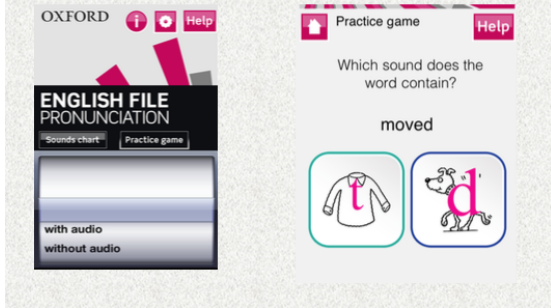 OXFORD
i
Help
ENGLISH FILE
PRONUNCIATION
Sounds chart
Practice game
with audio
without audio
Practice game
Help
Which sound does the
word contain?
moved
t
d